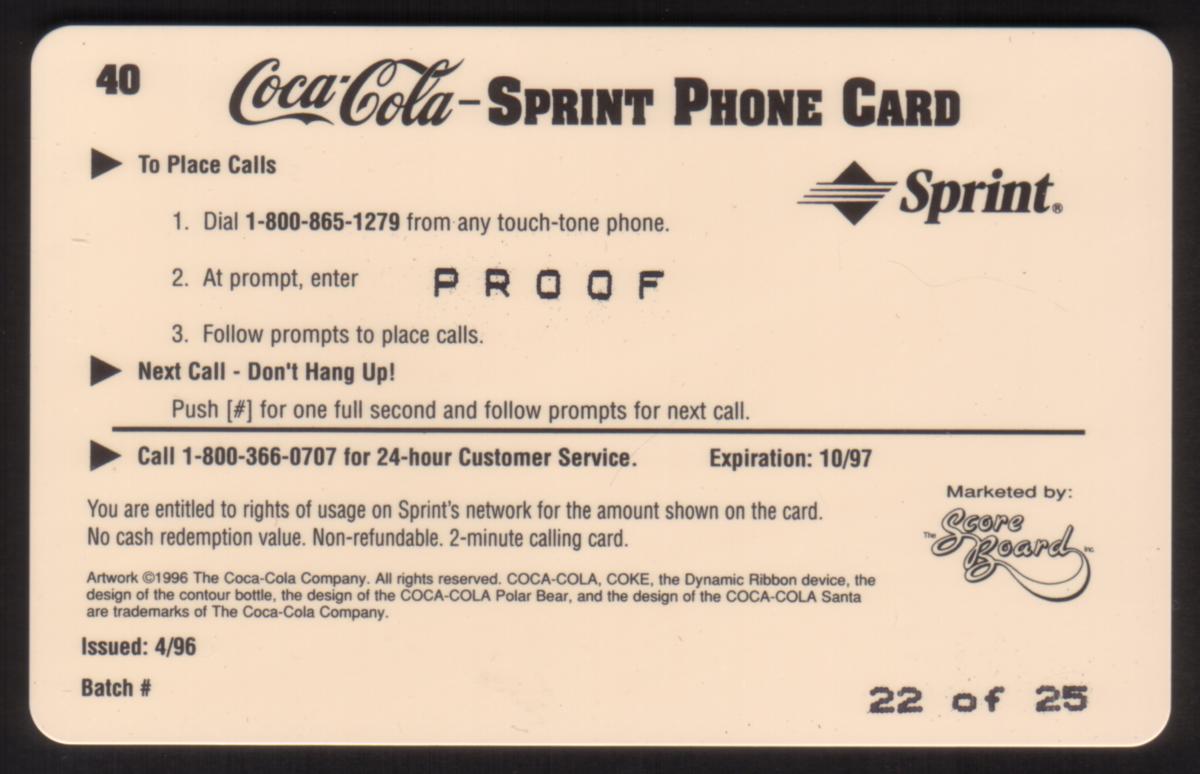 40
Coca-Cola – SPRINT PHONE CARD
▶ To Place Calls
Sprint®
1. Dial 1-800-865-1279 from any touch-tone phone.
2. At prompt, enter PROOF
3. Follow prompts to place calls.
▶ Next Call - Don't Hang Up!
Push [#] for one full second and follow prompts for next call.
▶ Call 1-800-366-0707 for 24-hour Customer Service. Expiration: 10/97
Marketed by:
The Score Board Inc.
You are entitled to rights of usage on Sprint's network for the amount shown on the card.
No cash redemption value. Non-refundable. 2-minute calling card.
Artwork ©1996 The Coca-Cola Company. All rights reserved. COCA-COLA, COKE, the Dynamic Ribbon device, the
design of the contour bottle, the design of the COCA-COLA Polar Bear, and the design of the COCA-COLA Santa
are trademarks of The Coca-Cola Company.
Issued: 4/96
Batch #
22 of 25